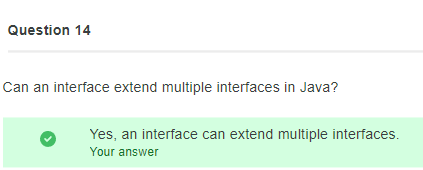 Question 14
Can an interface extend multiple interfaces in Java?
Yes, an interface can extend multiple interfaces.
Your answer